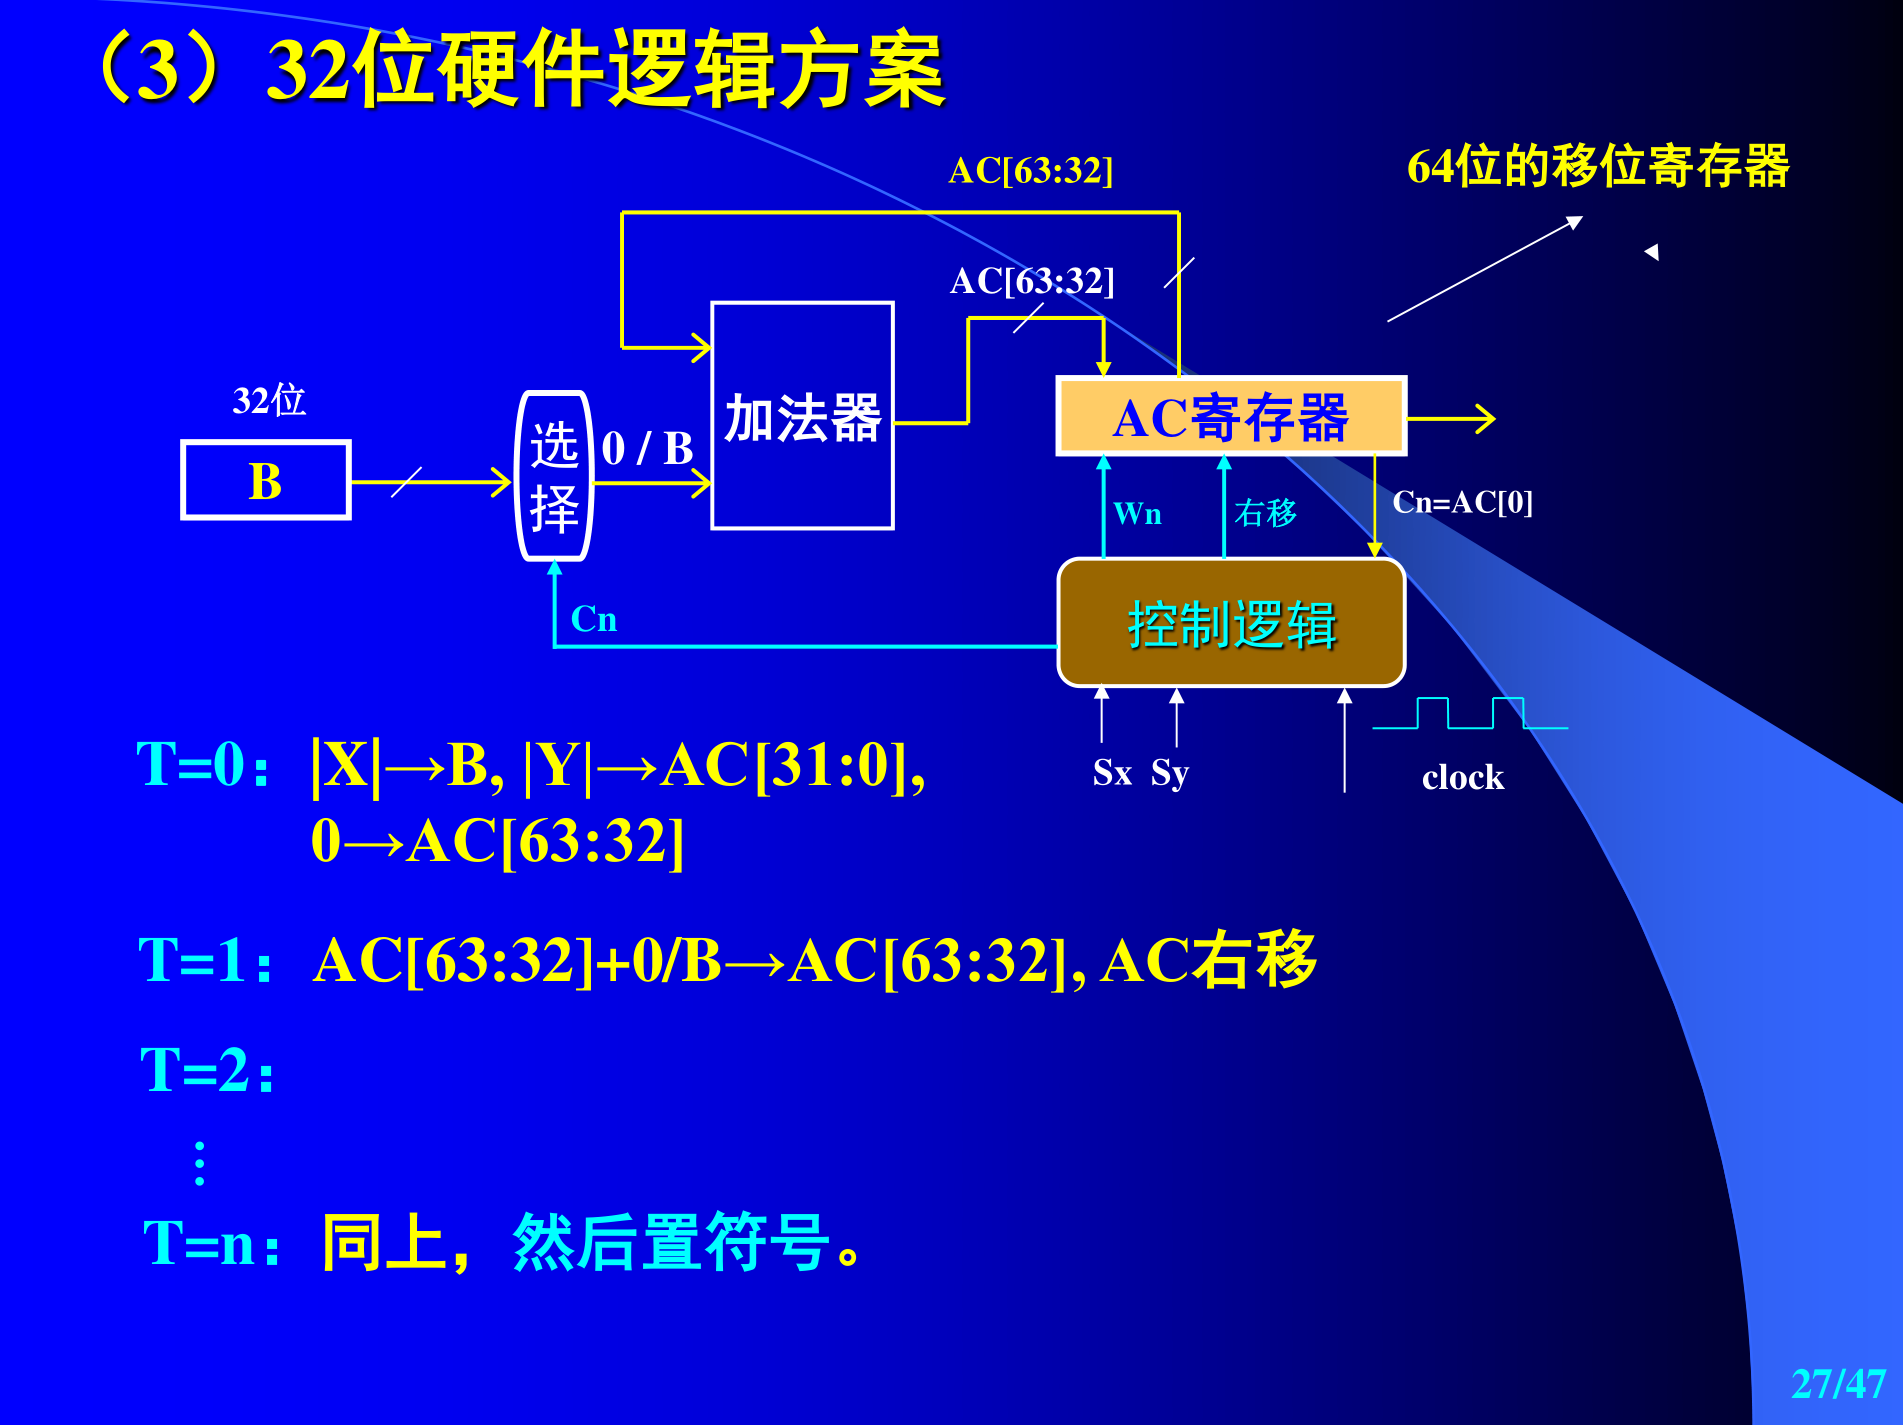 （3）32位硬件逻辑方案
AC[63:32]
64位的移位寄存器
AC[63:32]
32位
B
选
择
0 / B
加法器
AC寄存器
Wn
右移
Cn=AC[0]
Cn
控制逻辑
Sx Sy
clock
T=0：|X|→B, |Y|→AC[31:0],
0→AC[63:32]
T=1：AC[63:32]+0/B→AC[63:32], AC右移
T=2：
⋮
T=n：同上，然后置符号。
27/47